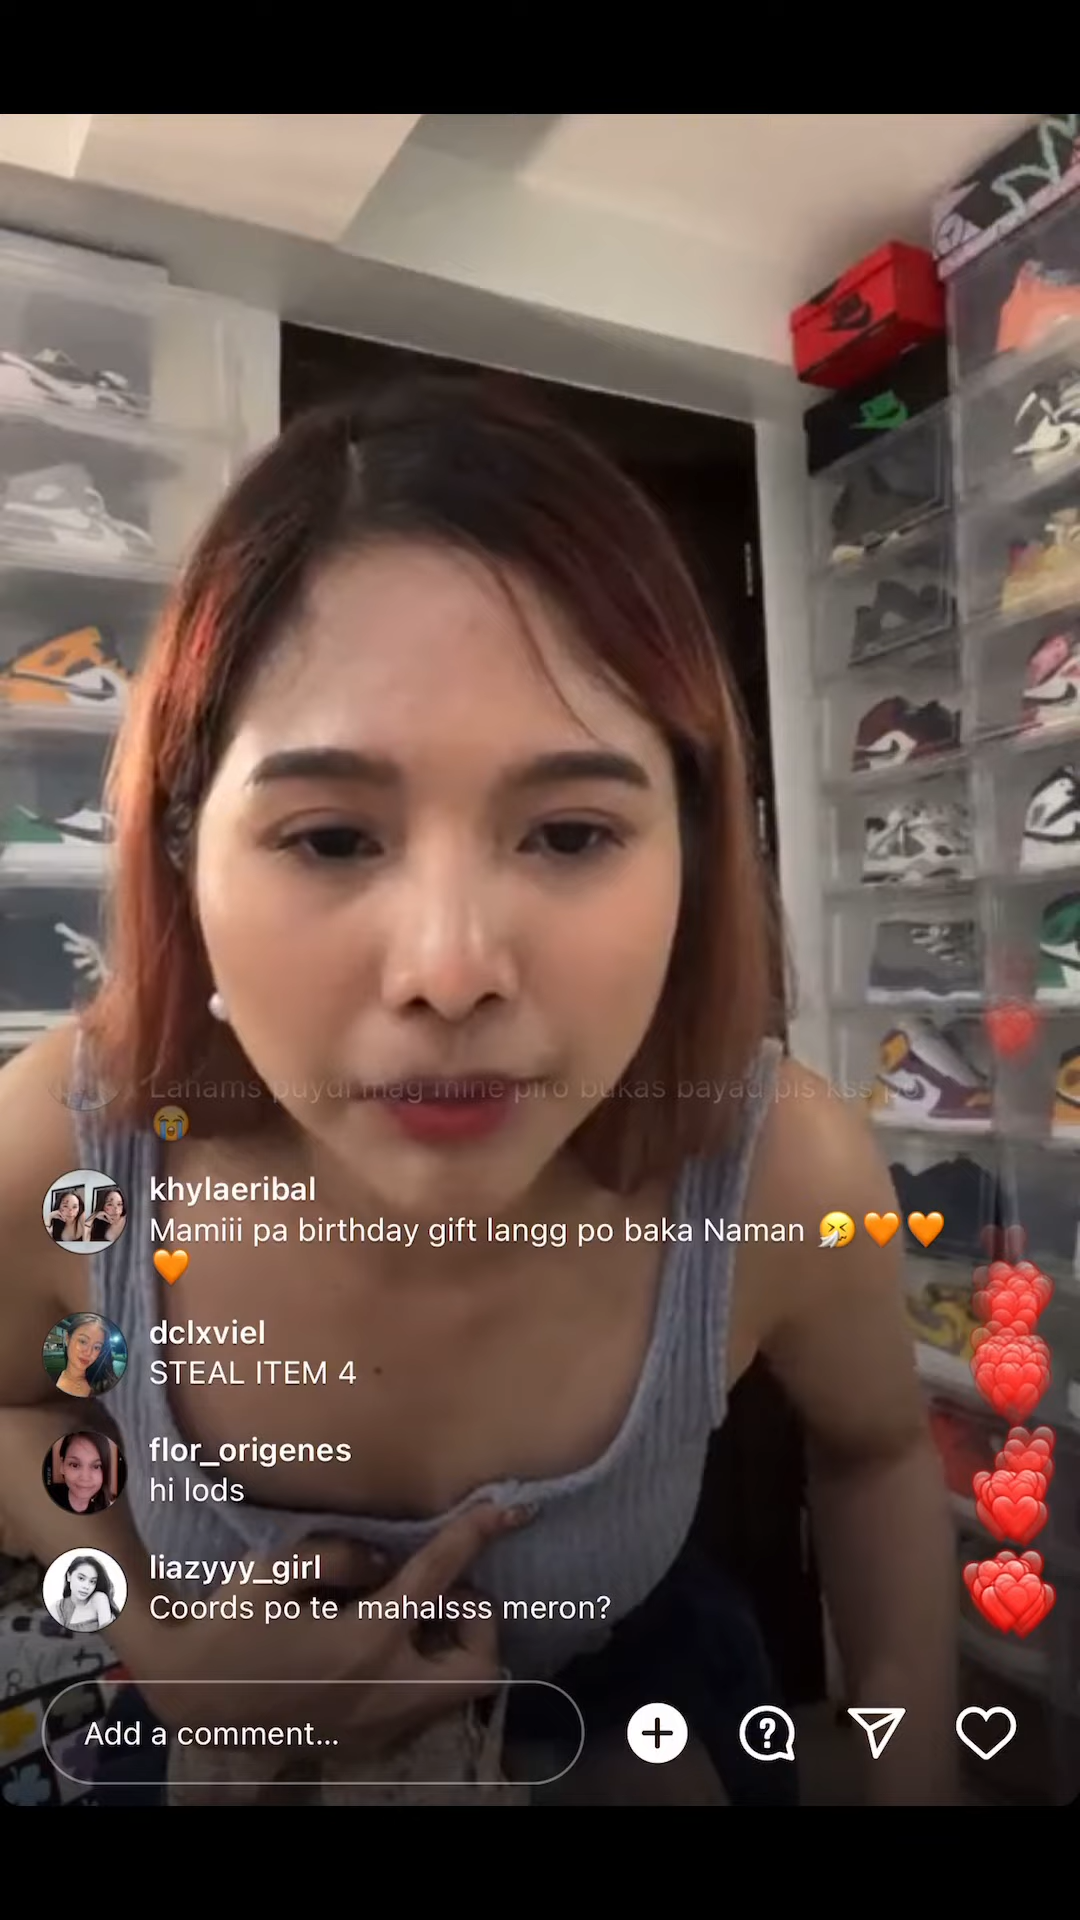 Lahams puydi mag mine piro bukas bayad pls kss po
😭
khylaeribal
Mamiii pa birthday gift langg po baka Naman 🤧🧡🧡
🧡
dclxviel
STEAL ITEM 4
flor_origenes
hi lods
liazyyy_girl
Coords po te mahalsss meron?
Add a comment...